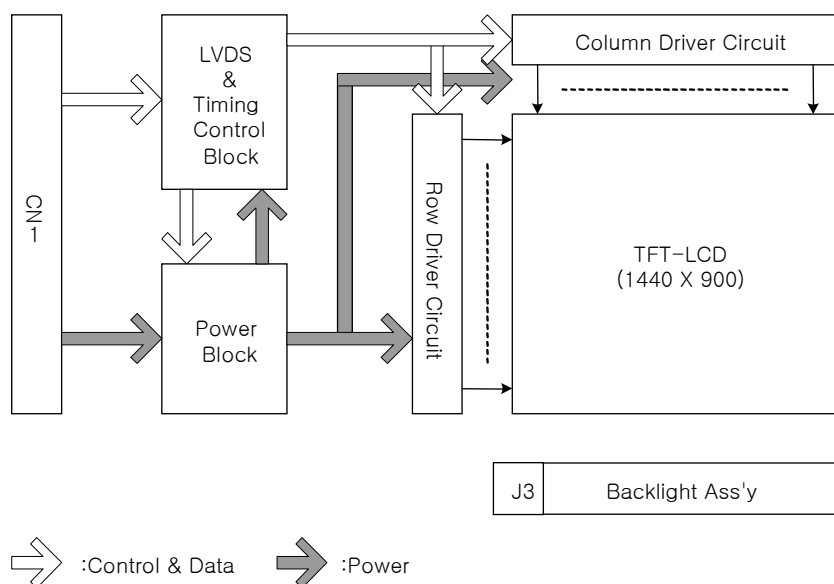 LVDS
&
Timing
Control
Block
Column Driver Circuit
CN1
Row Driver Circuit
TFT-LCD
(1440 X 900)
Power
Block
J3
Backlight Ass'y
:Control & Data
:Power